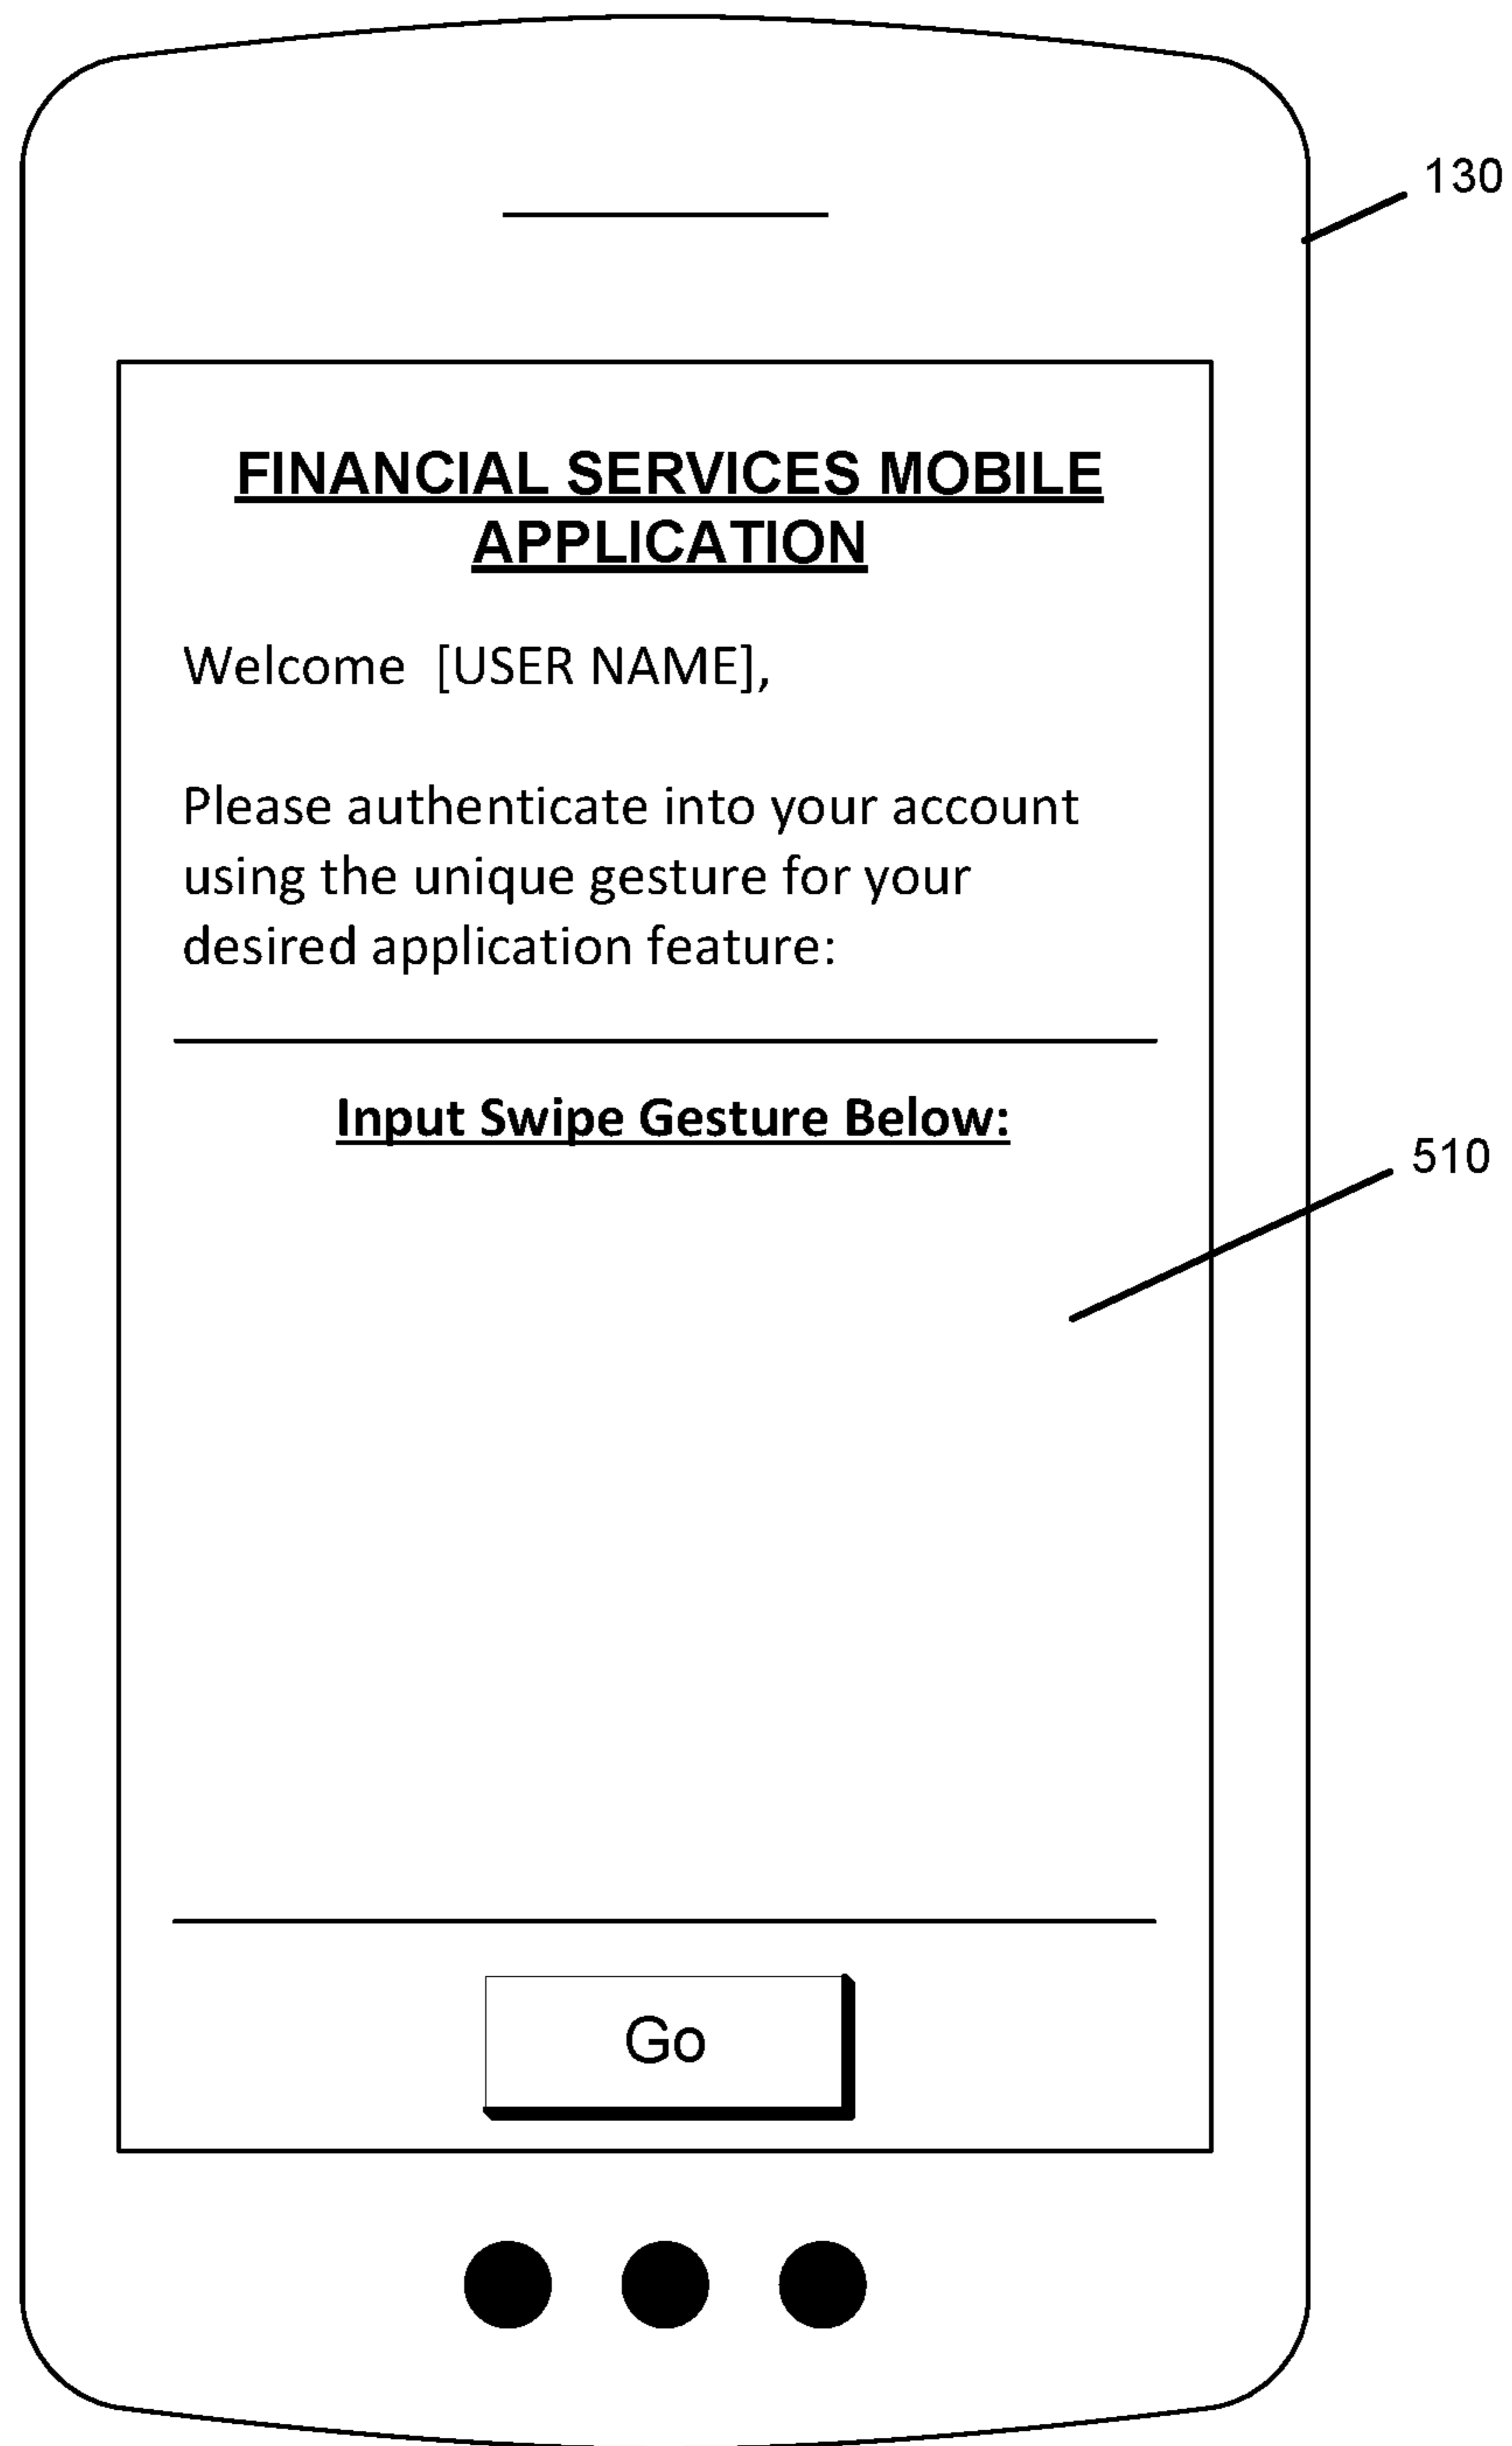 130
FINANCIAL SERVICES MOBILE
APPLICATION
Welcome  [USER NAME],
Please authenticate into your account
using the unique gesture for your
desired application feature:
Input Swipe Gesture Below:
510
Go